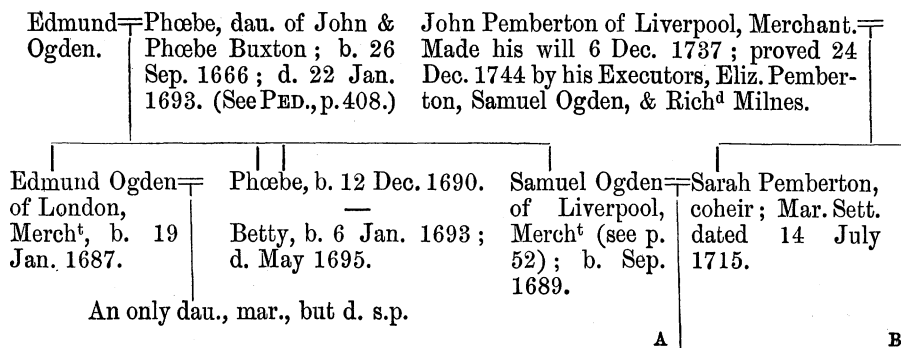 Edmund
Ogden.
Phœbe, dau. of John &
Phœbe Buxton; b. 26
Sep. 1666; d. 22 Jan.
1693. (See PED., p. 408.)
John Pemberton of Liverpool, Merchant.
Made his will 6 Dec. 1737; proved 24
Dec. 1744 by his Executors, Eliz. Pember-
ton, Samuel Ogden, & Richᵈ Milnes.
Edmund Ogden
of London,
Merchᵗ, b. 19
Jan. 1687.
An only dau., mar., but d. s.p.
Phœbe, b. 12 Dec. 1690.
—
Betty, b. 6 Jan. 1693;
d. May 1695.
Samuel Ogden
of Liverpool,
Merchᵗ (see p.
52); b. Sep.
1689.
Sarah Pemberton,
coheir; Mar. Sett.
dated 14 July
1715.
A
B